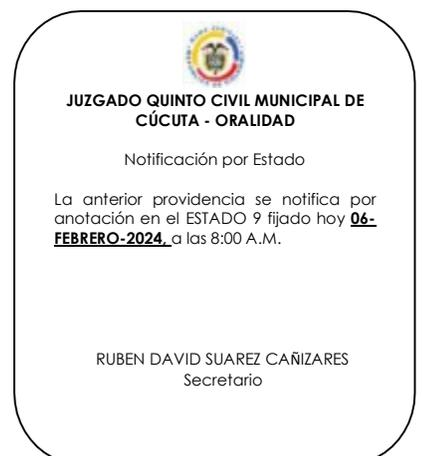 JUZGADO QUINTO CIVIL MUNICIPAL DE
CÚCUTA - ORALIDAD
Notificación por Estado
La anterior providencia se notifica por
anotación en el ESTADO 9 fijado hoy 06-
FEBRERO-2024, a las 8:00 A.M.
RUBEN DAVID SUAREZ CAÑIZARES
Secretario